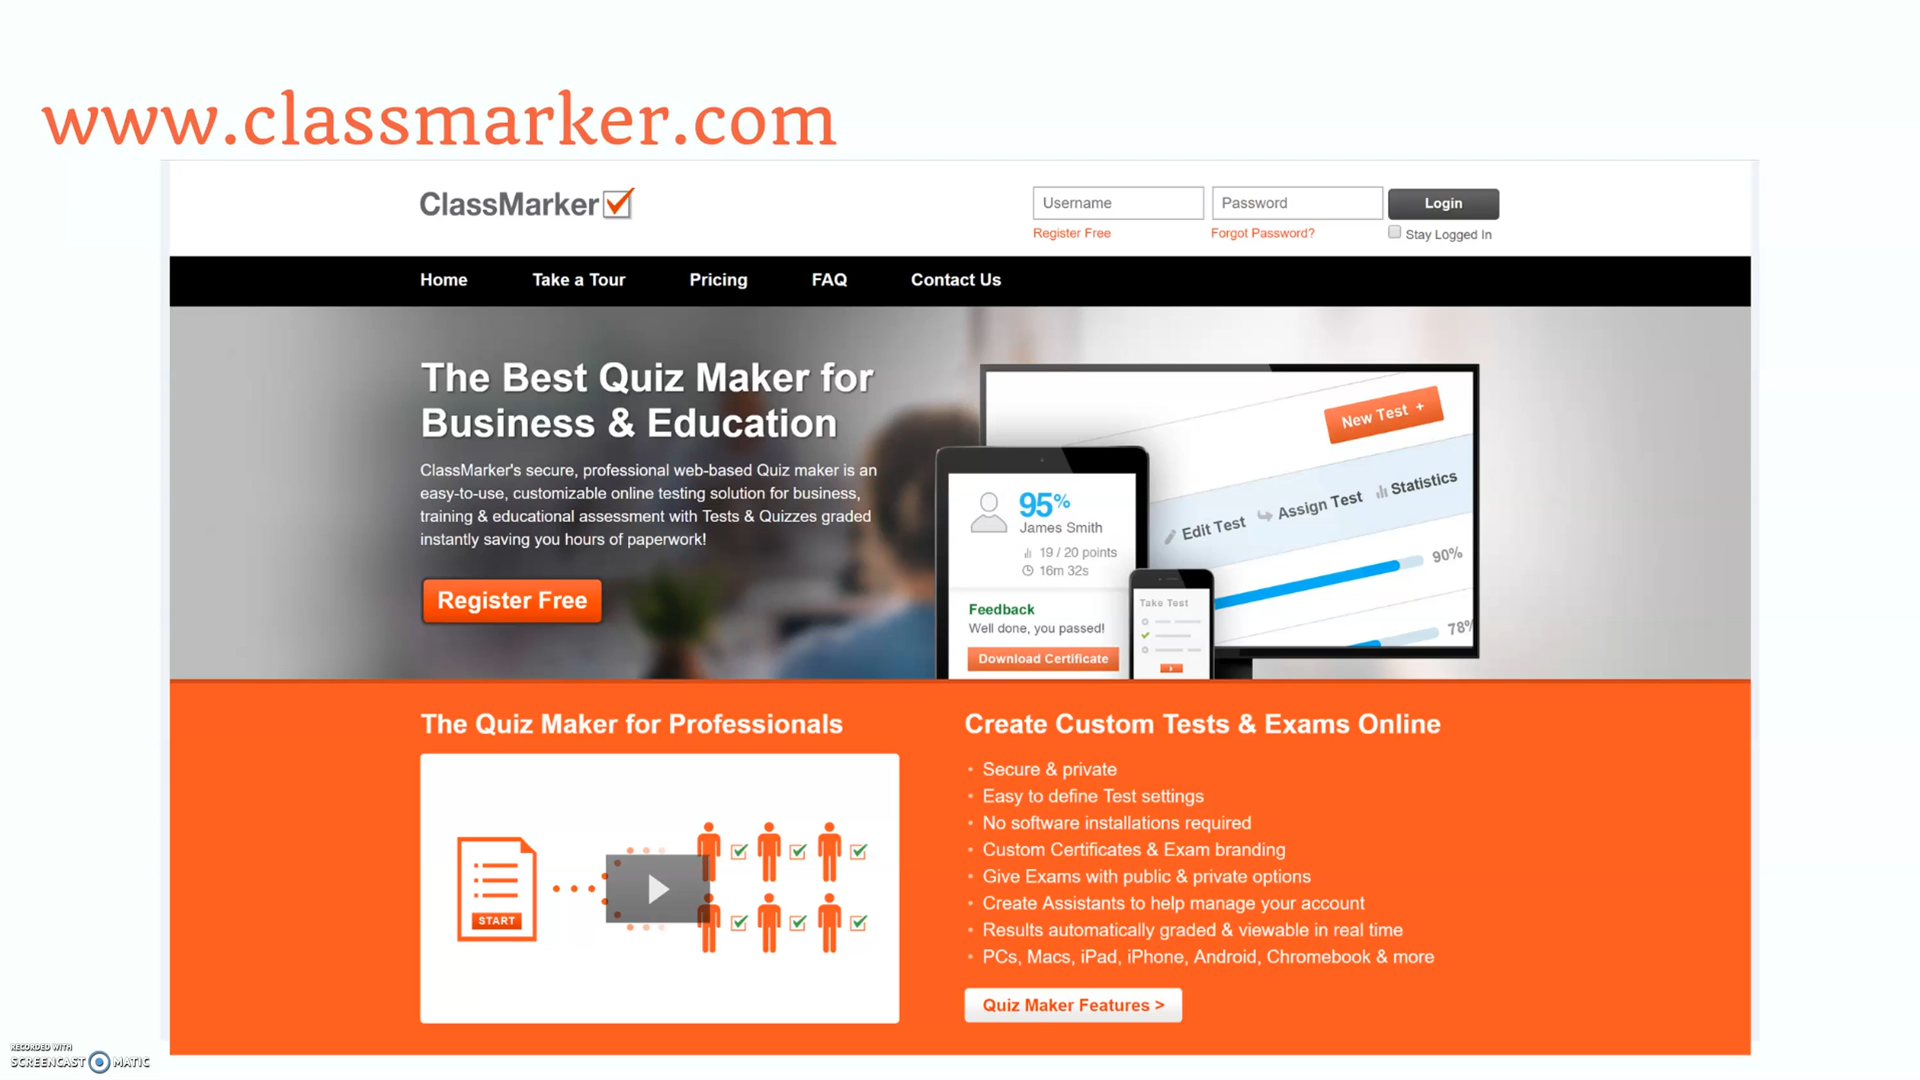 www.classmarker.com
ClassMarker
Username
Password
Login
Register Free
Forgot Password?
Stay Logged In
Home
Take a Tour
Pricing
FAQ
Contact Us
The Best Quiz Maker for
Business & Education
ClassMarker's secure, professional web-based Quiz maker is an
easy-to-use, customizable online testing solution for business,
training & educational assessment with Tests & Quizzes graded
instantly saving you hours of paperwork!
Register Free
New Test +
Edit Test
Assign Test
Statistics
90%
78%
95%
James Smith
19 / 20 points
16m 32s
Feedback
Well done, you passed!
Download Certificate
Take Test
The Quiz Maker for Professionals
START
Create Custom Tests & Exams Online
• Secure & private
• Easy to define Test settings
• No software installations required
• Custom Certificates & Exam branding
• Give Exams with public & private options
• Create Assistants to help manage your account
• Results automatically graded & viewable in real time
• PCs, Macs, iPad, iPhone, Android, Chromebook & more
Quiz Maker Features >
RECORDED WITH
SCREENCAST MATIC